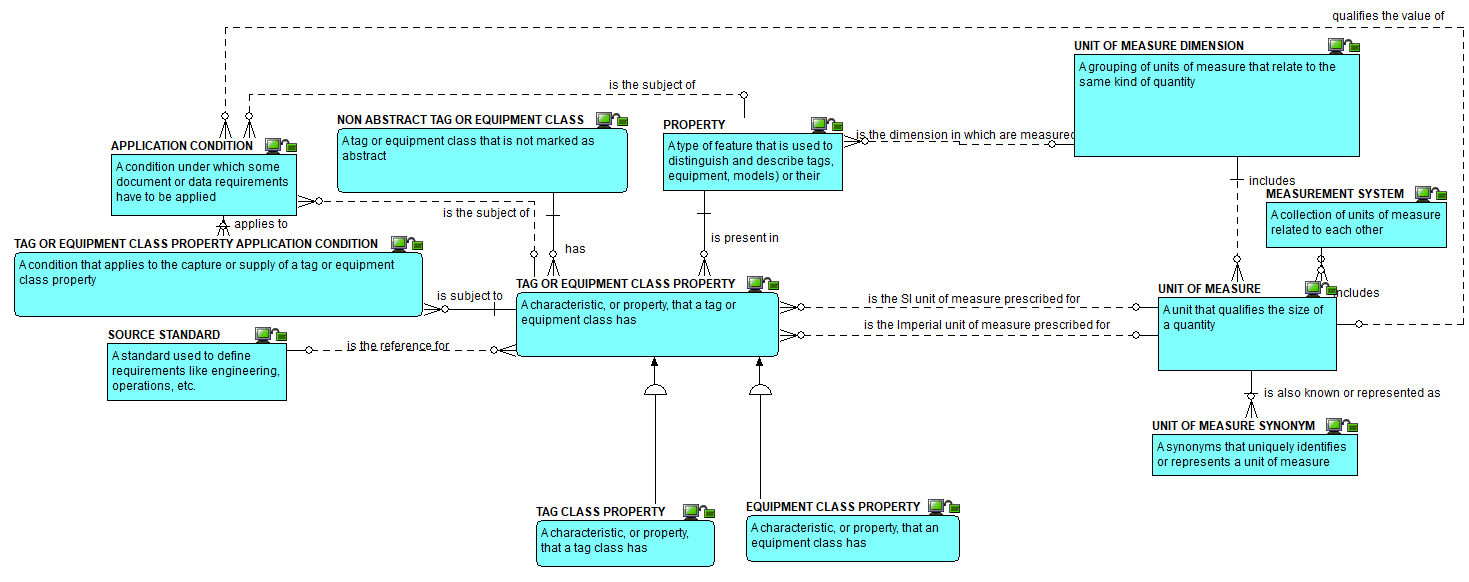 qualifies the value of
UNIT OF MEASURE DIMENSION
A grouping of units of measure that relate to the
same kind of quantity
is the subject of
NON ABSTRACT TAG OR EQUIPMENT CLASS
A tag or equipment class that is not marked as
abstract
PROPERTY
A type of feature that is used to
distinguish and describe tags,
equipment, models) or their
is the dimension in which are measured
APPLICATION CONDITION
A condition under which some
document or data requirements
have to be applied
includes
MEASUREMENT SYSTEM
A collection of units of measure
related to each other
is the subject of
applies to
is present in
has
TAG OR EQUIPMENT CLASS PROPERTY APPLICATION CONDITION
A condition that applies to the capture or supply of a tag or equipment
class property
is subject to
TAG OR EQUIPMENT CLASS PROPERTY
A characteristic, or property, that a tag or
equipment class has
is the SI unit of measure prescribed for
is the Imperial unit of measure prescribed for
UNIT OF MEASURE
includes
A unit that qualifies the size of
a quantity
SOURCE STANDARD
A standard used to define
requirements like engineering,
operations, etc.
is the reference for
is also known or represented as
UNIT OF MEASURE SYNONYM
A synonyms that uniquely identifies
or represents a unit of measure
TAG CLASS PROPERTY
A characteristic, or property,
that a tag class has
EQUIPMENT CLASS PROPERTY
A characteristic, or property, that an
equipment class has